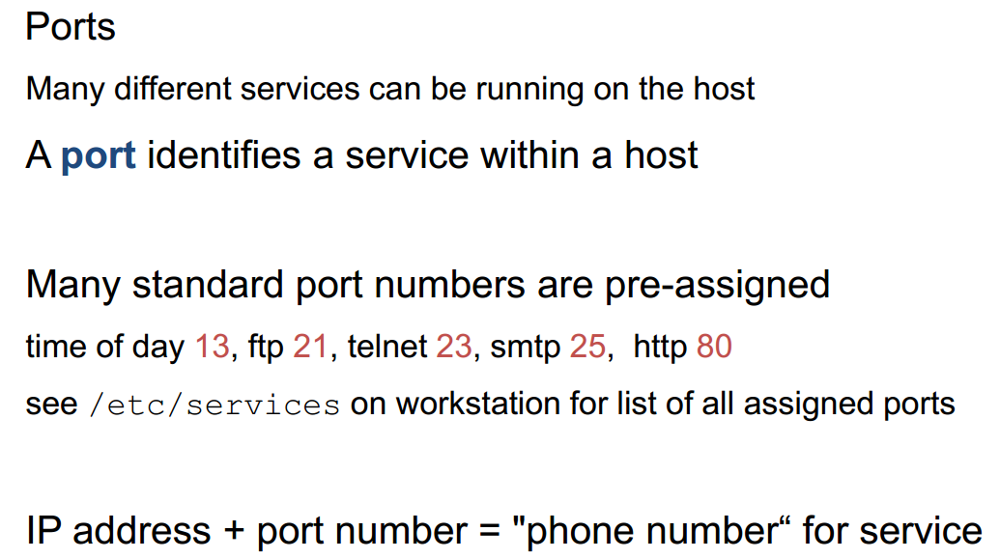 Ports
Many different services can be running on the host
A port identifies a service within a host
Many standard port numbers are pre-assigned
time of day 13, ftp 21, telnet 23, smtp 25,  http 80
see /etc/services on workstation for list of all assigned ports
IP address + port number = "phone number“ for service